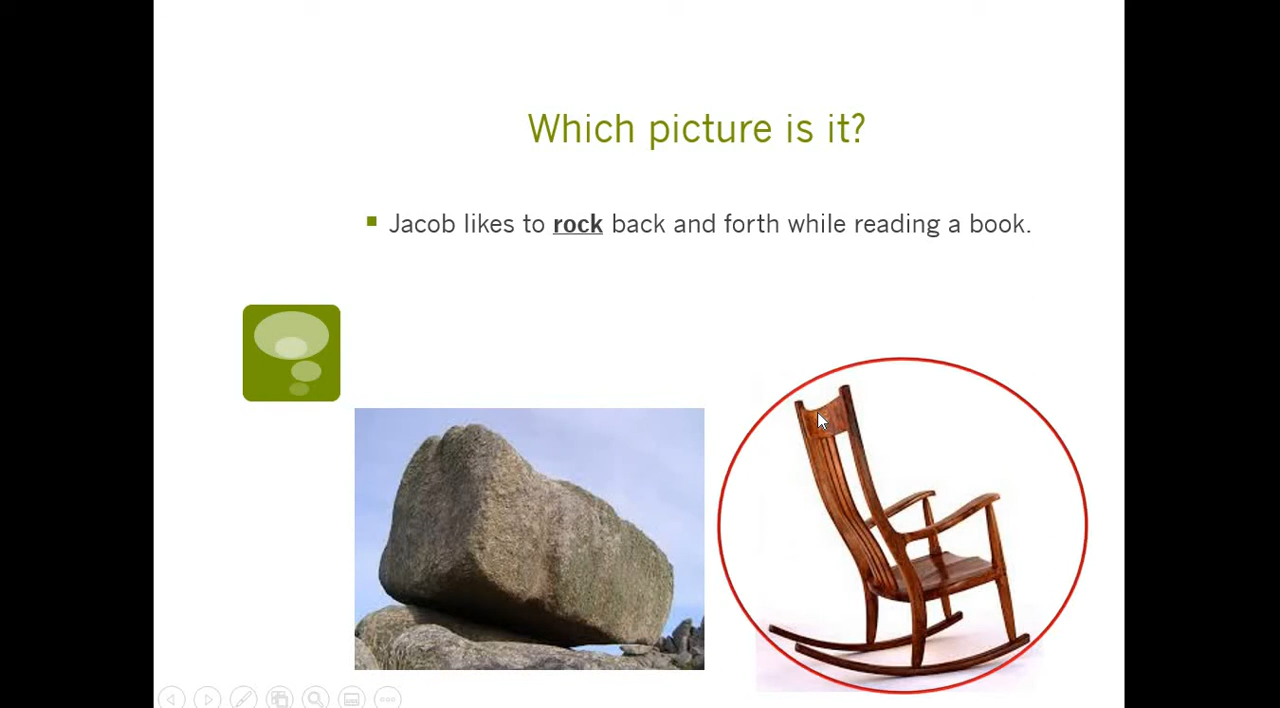 Which picture is it?
Jacob likes to rock back and forth while reading a book.